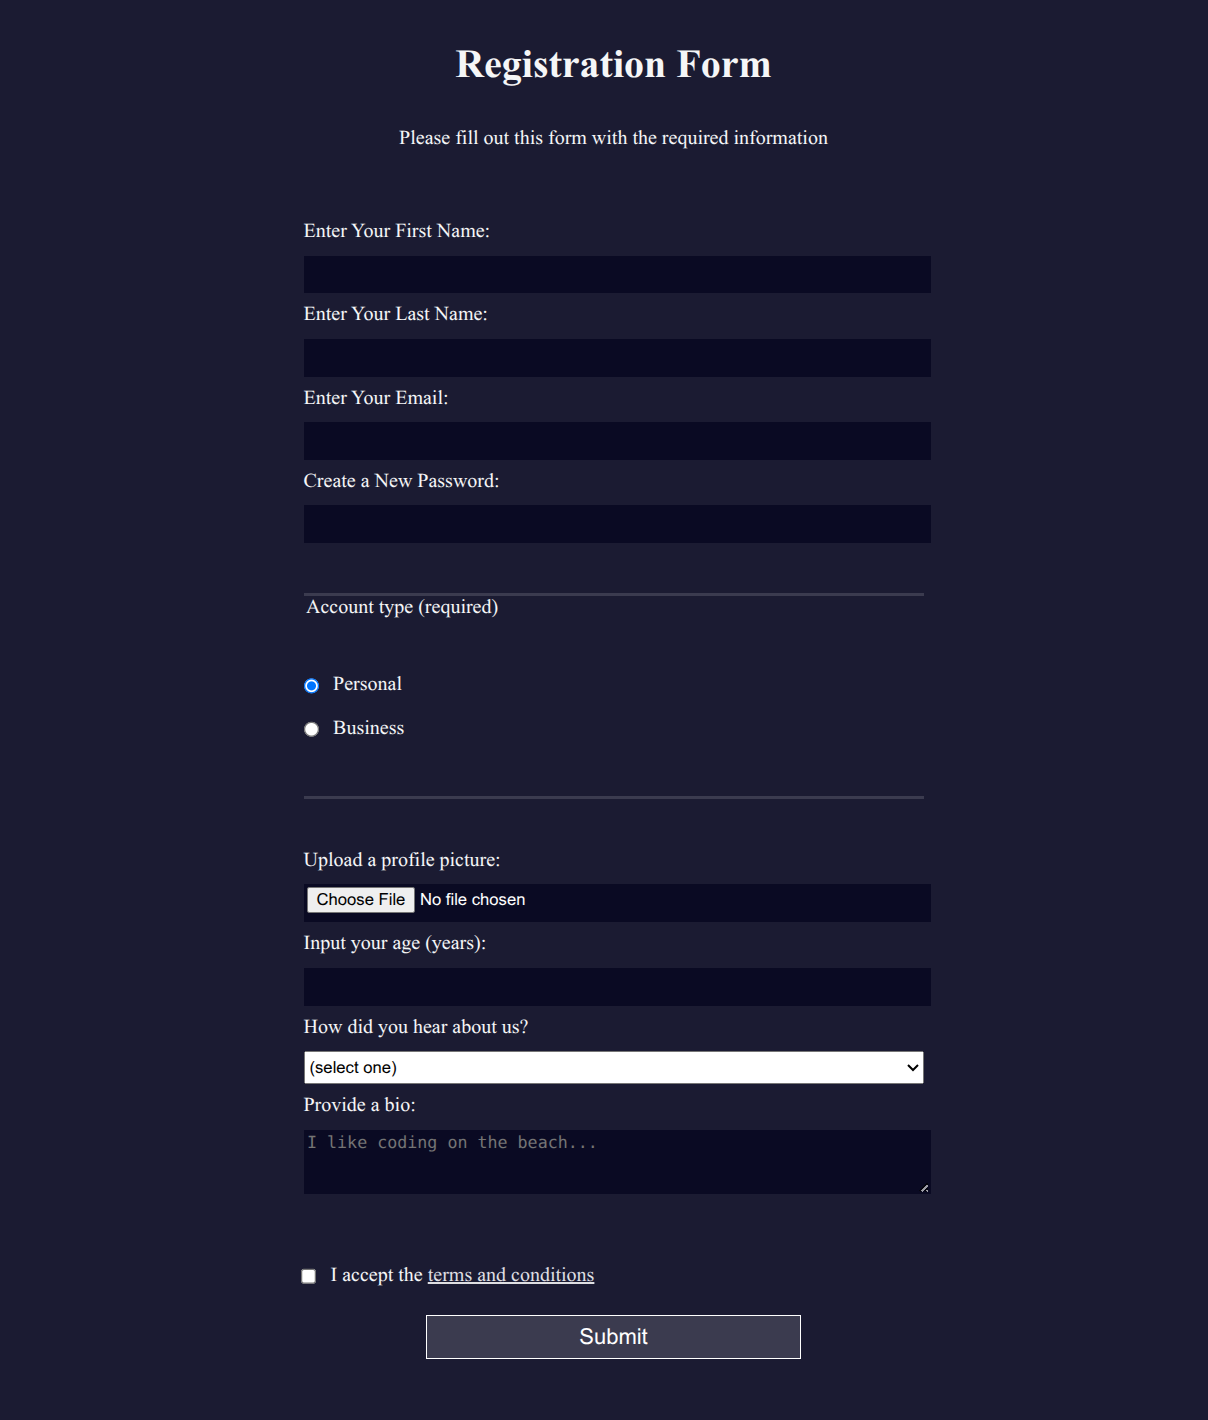 Registration Form
Please fill out this form with the required information
Enter Your First Name:
Enter Your Last Name:
Enter Your Email:
Create a New Password:
Account type (required)
Personal
Business
Upload a profile picture:
Choose File No file chosen
Input your age (years):
How did you hear about us?
(select one)
Provide a bio:
I like coding on the beach...
I accept the terms and conditions
Submit